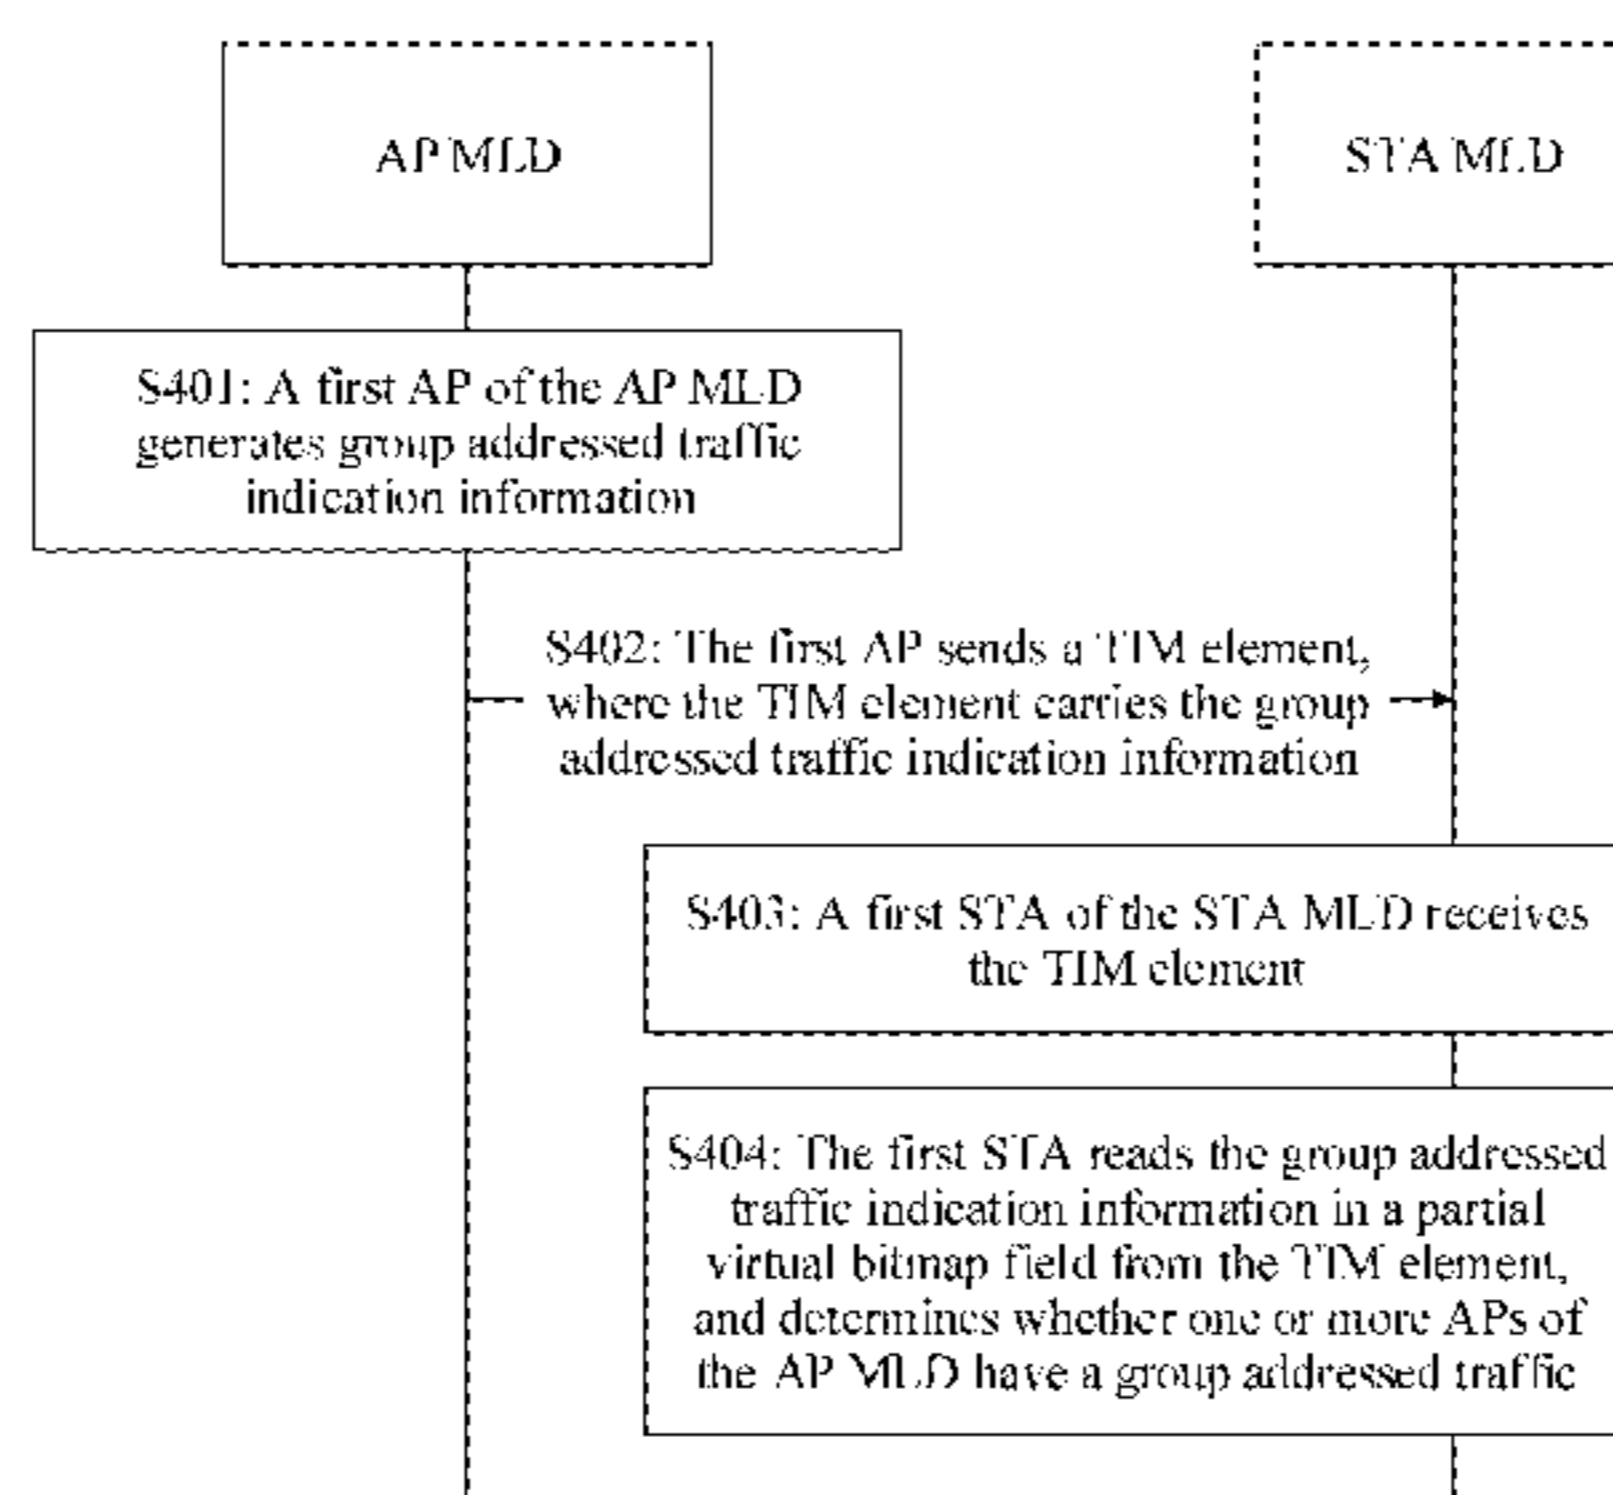 AP MLD
STA MLD
S401: A first AP of the AP MLD
generates group addressed traffic
indication information
S402: The first AP sends a TIM element,
where the TIM element carries the group
addressed traffic indication information
S403: A first STA of the STA MLD receives
the TIM element
S404: The first STA reads the group addressed
traffic indication information in a partial
virtual bitmap field from the TIM element,
and determines whether one or more APs of
the AP MLD have a group addressed traffic